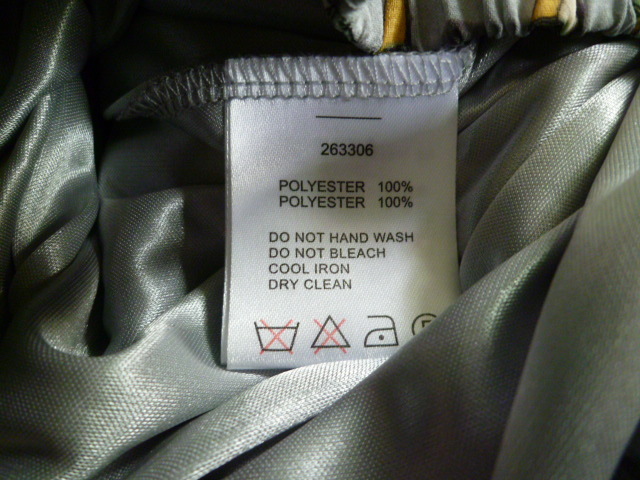 263306
POLYESTER 100%
POLYESTER 100%
DO NOT HAND WASH
DO NOT BLEACH
COOL IRON
DRY CLEAN